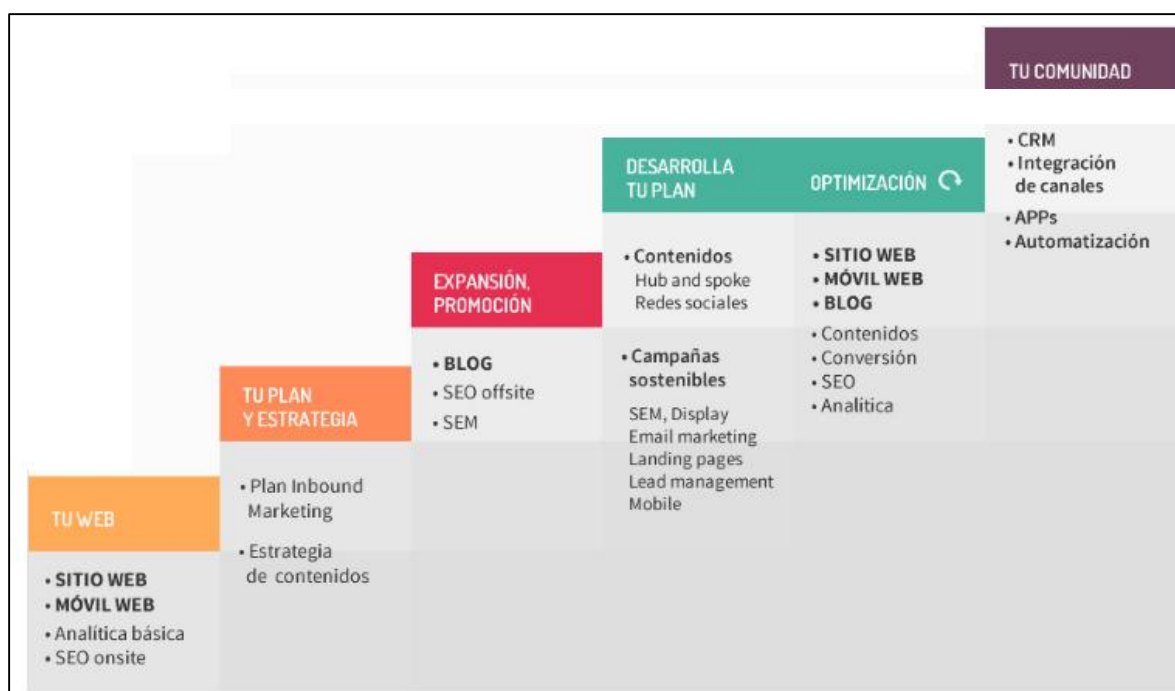 TU WEB
• SITIO WEB
• MÓVIL WEB
• Analítica básica
• SEO onsite
TU PLAN
Y ESTRATEGIA
• Plan Inbound
Marketing
• Estrategia
de contenidos
EXPANSIÓN,
PROMOCIÓN
• BLOG
• SEO offsite
• SEM
DESARROLLA
TU PLAN
• Contenidos
Hub and spoke
Redes sociales
• Campañas
sostenibles
SEM, Display
Email marketing
Landing pages
Lead management
Mobile
OPTIMIZACIÓN
• SITIO WEB
• MÓVIL WEB
• BLOG
• Contenidos
• Conversión
• SEO
• Analítica
TU COMUNIDAD
• CRM
• Integración
de canales
• APPs
• Automatización